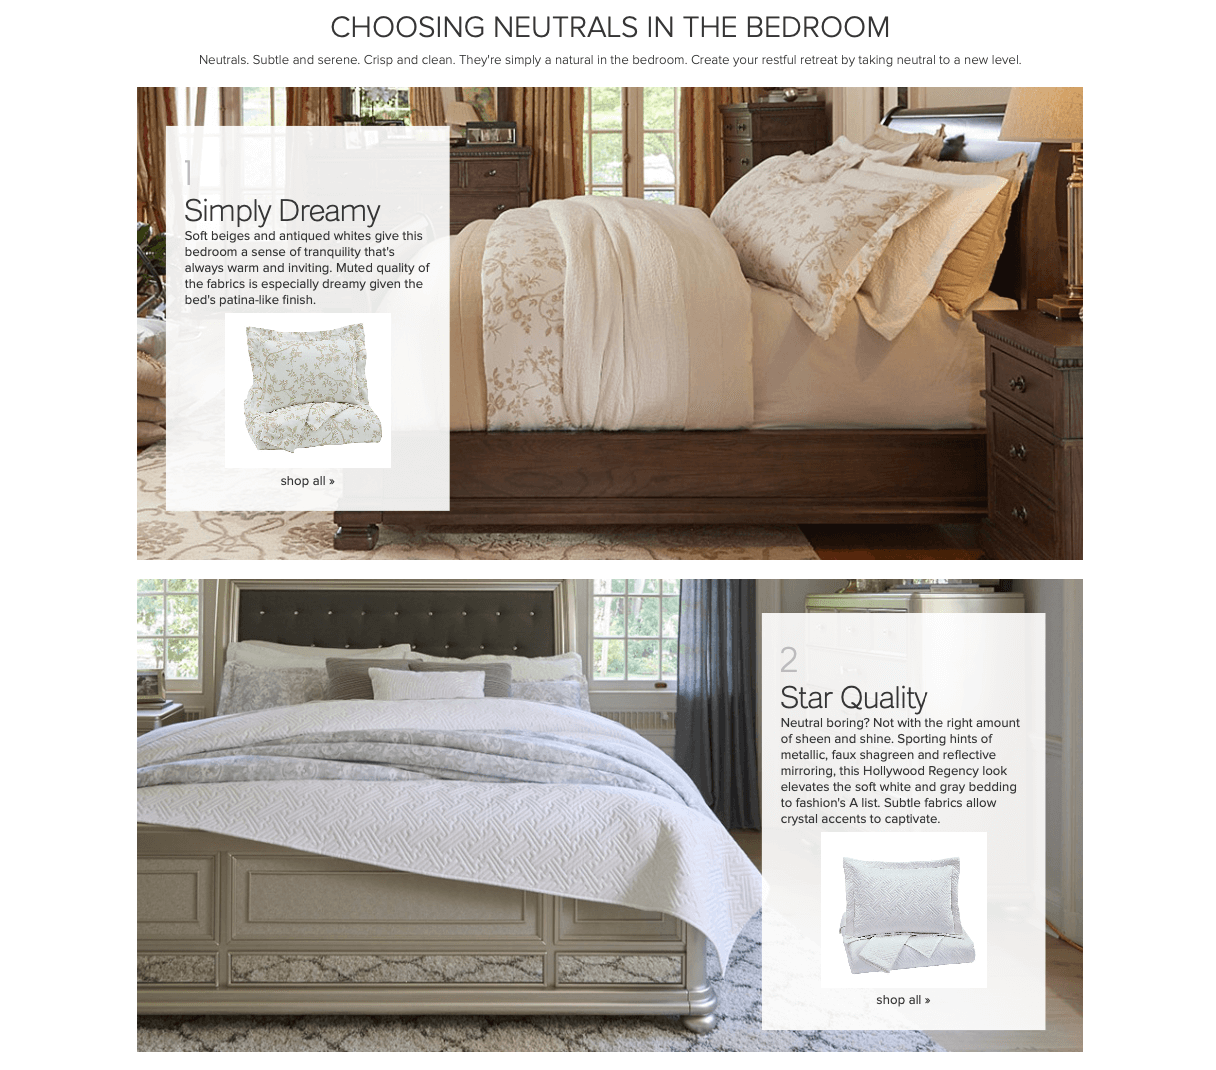 CHOOSING NEUTRALS IN THE BEDROOM
Neutrals. Subtle and serene. Crisp and clean. They're simply a natural in the bedroom. Create your restful retreat by taking neutral to a new level.
1
Simply Dreamy
Soft beiges and antiqued whites give this
bedroom a sense of tranquility that's
always warm and inviting. Muted quality of
the fabrics is especially dreamy given the
bed's patina-like finish.
shop all »
2
Star Quality
Neutral boring? Not with the right amount
of sheen and shine. Sporting hints of
metallic, faux shagreen and reflective
mirroring, this Hollywood Regency look
elevates the soft white and gray bedding
to fashion's A list. Subtle fabrics allow
crystal accents to captivate.
shop all »